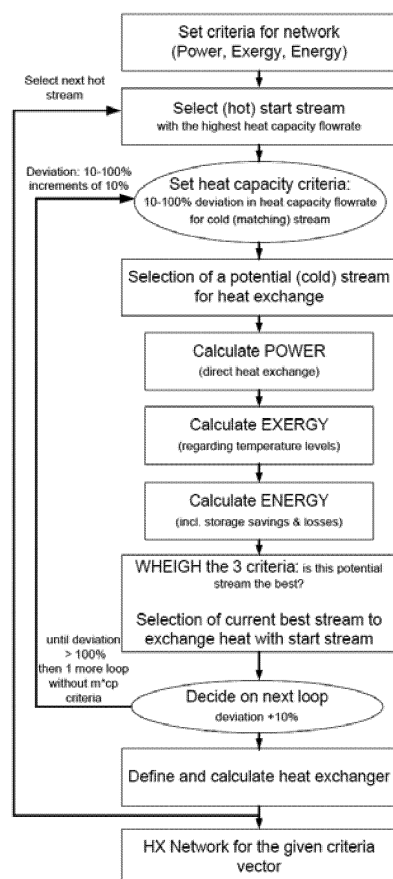 Set criteria for network
(Power, Exergy, Energy)
Select next hot
stream
Select (hot) start stream
with the highest heat capacity flowrate
Deviation: 10-100%
increments of 10%
Set heat capacity criteria:
10-100% deviation in heat capacity flowrate
for cold (matching) stream
Selection of a potential (cold) stream
for heat exchange
Calculate POWER
(direct heat exchange)
Calculate EXERGY
(regarding temperature levels)
Calculate ENERGY
(incl. storage savings & losses)
WHEIGH the 3 criteria: is this potential
stream the best?
Selection of current best stream to
exchange heat with start stream
until deviation
> 100%
then 1 more loop
without m*cp
criteria
Decide on next loop
deviation +10%
Define and calculate heat exchanger
HX Network for the given criteria
vector